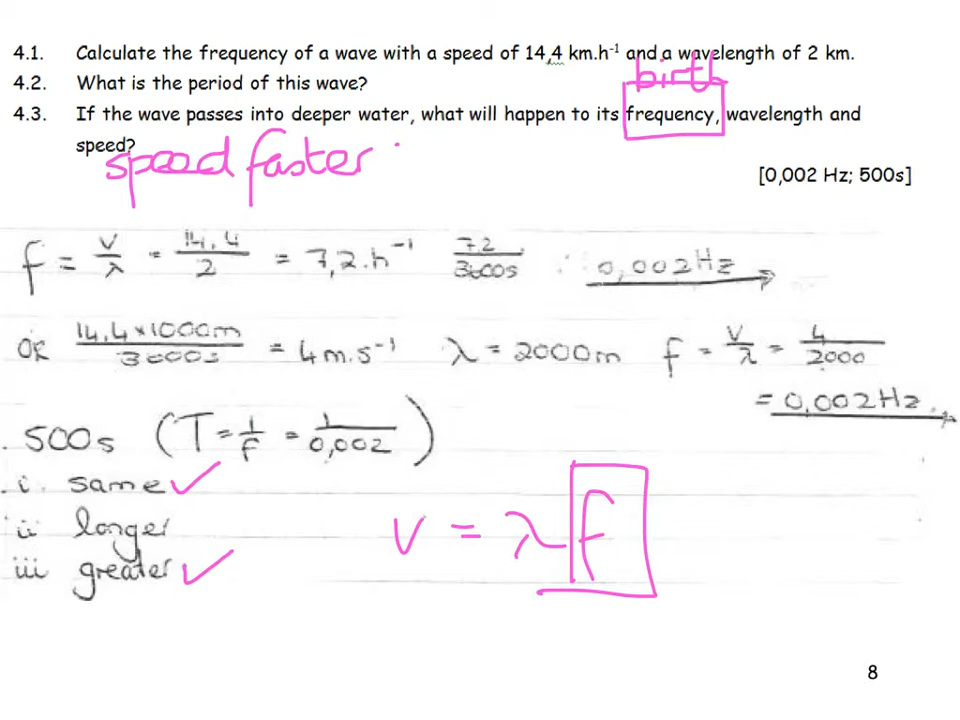 4.1. Calculate the frequency of a wave with a speed of 14,4 km.h⁻¹ and a wavelength of 2 km.
birth
4.2. What is the period of this wave?
4.3. If the wave passes into deeper water, what will happen to its frequency, wavelength and
speed?
speed faster
[0,002 Hz; 500s]
f = v/λ = 14,4/2 = 7,2.h⁻¹ 7.2/3600s ∴ 0,002Hz
OR 14,4×1000m/3600s = 4m.s⁻¹ λ = 2000m f = v/λ = 4/2000
= 0,002Hz.
500s (T = 1/f = 1/0,002)
i. same ✓
ii longer
v = λf
iii greater ✓
8